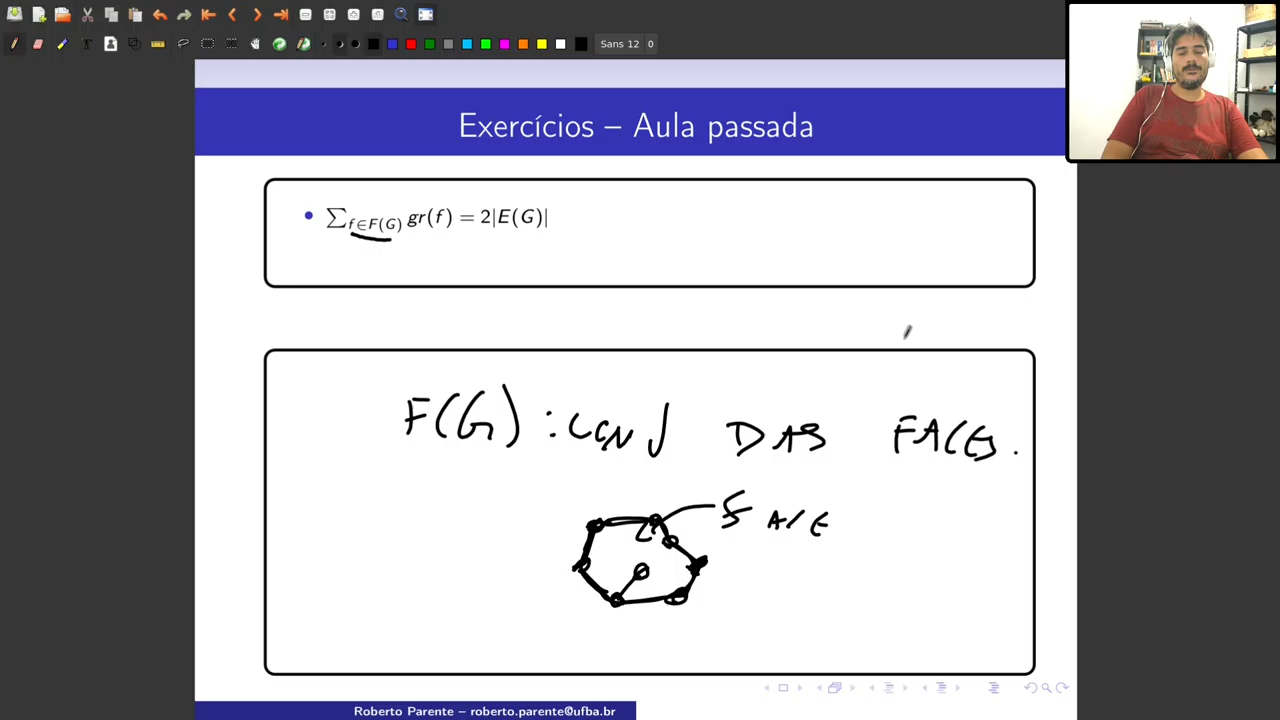 Sans 12 0
Exercícios – Aula passada
• ∑f∈F(G) gr(f) = 2|E(G)|
F(G) : CONJ DAS FACES.
Roberto Parente – roberto.parente@ufba.br